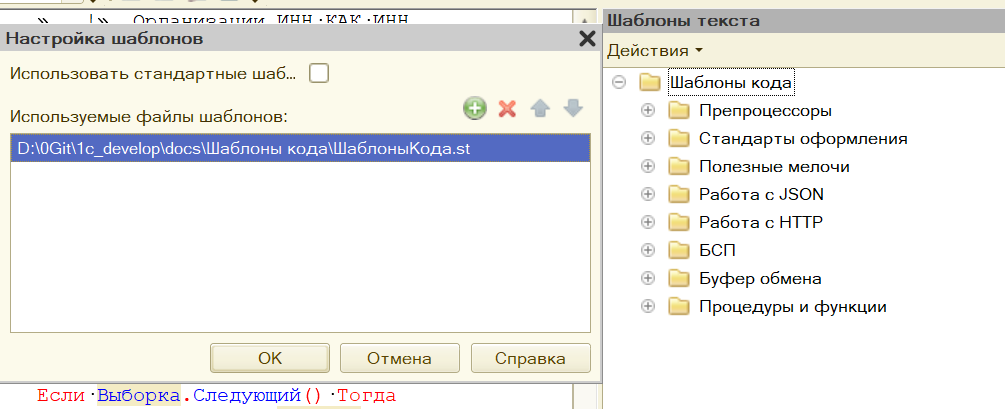 Организации.ИНН·КАК·ИНН
Настройка шаблонов
Использовать стандартные шаб...
Используемые файлы шаблонов:
D:\0Git\1c_develop\docs\Шаблоны кода\ШаблоныКода.st
OK
Отмена
Справка
Если·Выборка.Следующий()·Тогда
Шаблоны текста
Действия
Шаблоны кода
Препроцессоры
Стандарты оформления
Полезные мелочи
Работа с JSON
Работа с HTTP
БСП
Буфер обмена
Процедуры и функции